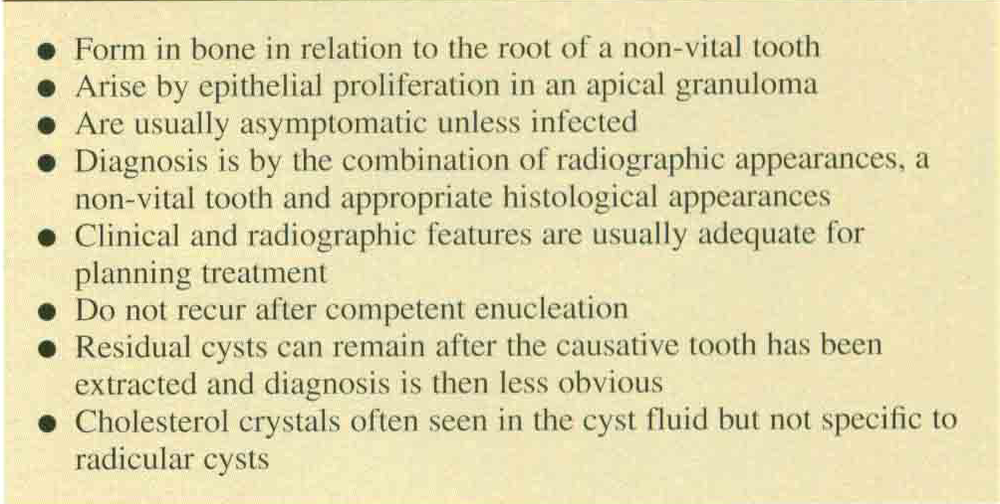 ● Form in bone in relation to the root of a non-vital tooth
● Arise by epithelial proliferation in an apical granuloma
● Are usually asymptomatic unless infected
● Diagnosis is by the combination of radiographic appearances, a
non-vital tooth and appropriate histological appearances
● Clinical and radiographic features are usually adequate for
planning treatment
● Do not recur after competent enucleation
● Residual cysts can remain after the causative tooth has been
extracted and diagnosis is then less obvious
● Cholesterol crystals often seen in the cyst fluid but not specific to
radicular cysts